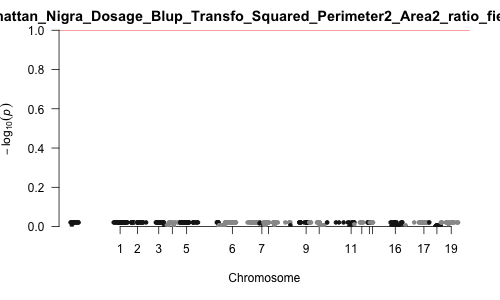 nattan_Nigra_Dosage_Blup_Transfo_Squared_Perimeter2_Area2_ratio_fie
1.0
0.8
0.6
0.4
0.2
0.0
− log10(p)
1 2 3 5 6 7 9 11 16 17 19
Chromosome